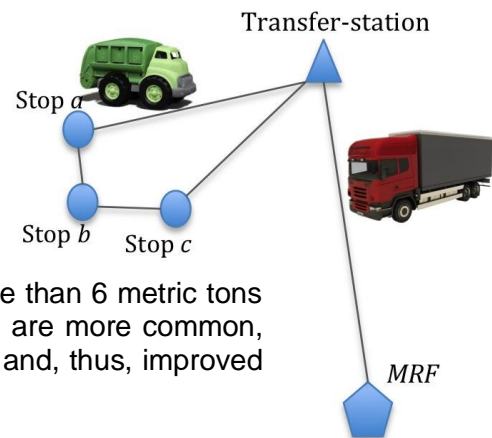 Transfer-station
Stop a
Stop b
Stop c
e than 6 metric tons
are more common,
and, thus, improved
MRF